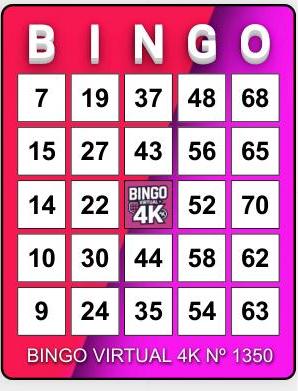 BINGO
7 19 37 48 68
15 27 43 56 65
14 22 BINGO VIRTUAL 4K 52 70
10 30 44 58 62
9 24 35 54 63
BINGO VIRTUAL 4K Nº 1350